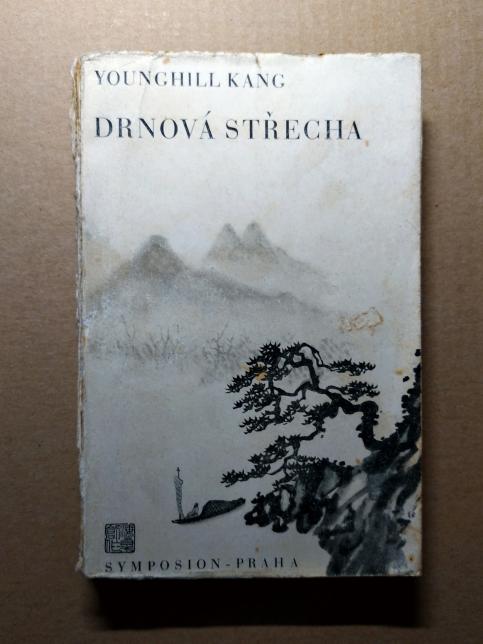 YOUNGHILL KANG
DRNOVÁ STŘECHA
SYMPOSION - PRAHA